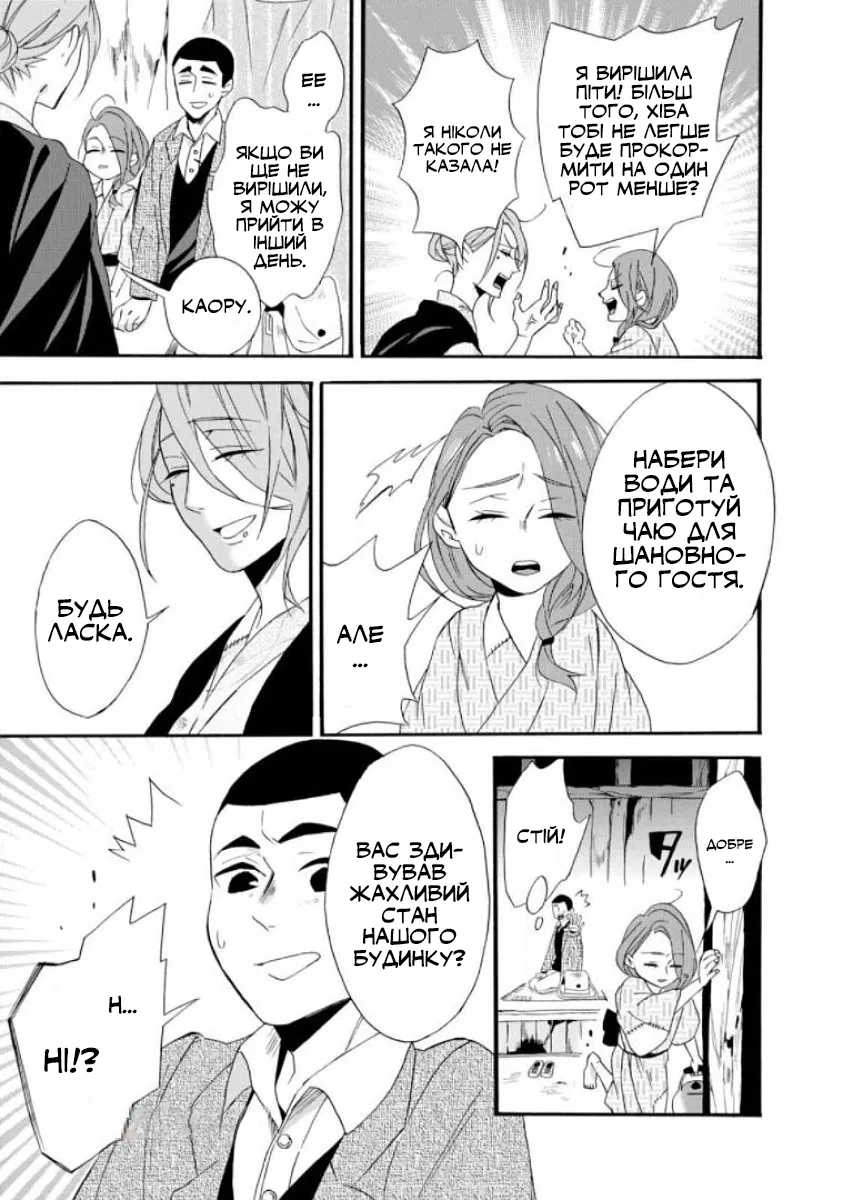 Я ВИРІШИЛА
ПІТИ! БІЛЬШ
ТОГО, ХІБА
ТОБІ НЕ ЛЕГШЕ
БУДЕ ПРОКОР-
МИТИ НА ОДИН
РОТ МЕНШЕ?
Я НІКОЛИ
ТАКОГО НЕ
КАЗАЛА!
ЕЕ
...
ЯКЩО ВИ
ЩЕ НЕ
ВИРІШИЛИ,
Я МОЖУ
ПРИЙТИ В
ІНШИЙ
ДЕНЬ.
КАОРУ.
НАБЕРИ
ВОДИ ТА
ПРИГОТУЙ
ЧАЮ ДЛЯ
ШАНОВНО-
ГО ГОСТЯ.
АЛЕ
...
БУДЬ
ЛАСКА.
ДОБРЕ
...
СТІЙ!
ВАС ЗДИ-
ВУВАВ
ЖАХЛИВИЙ
СТАН
НАШОГО
БУДИНКУ?
Н...
НІ!?